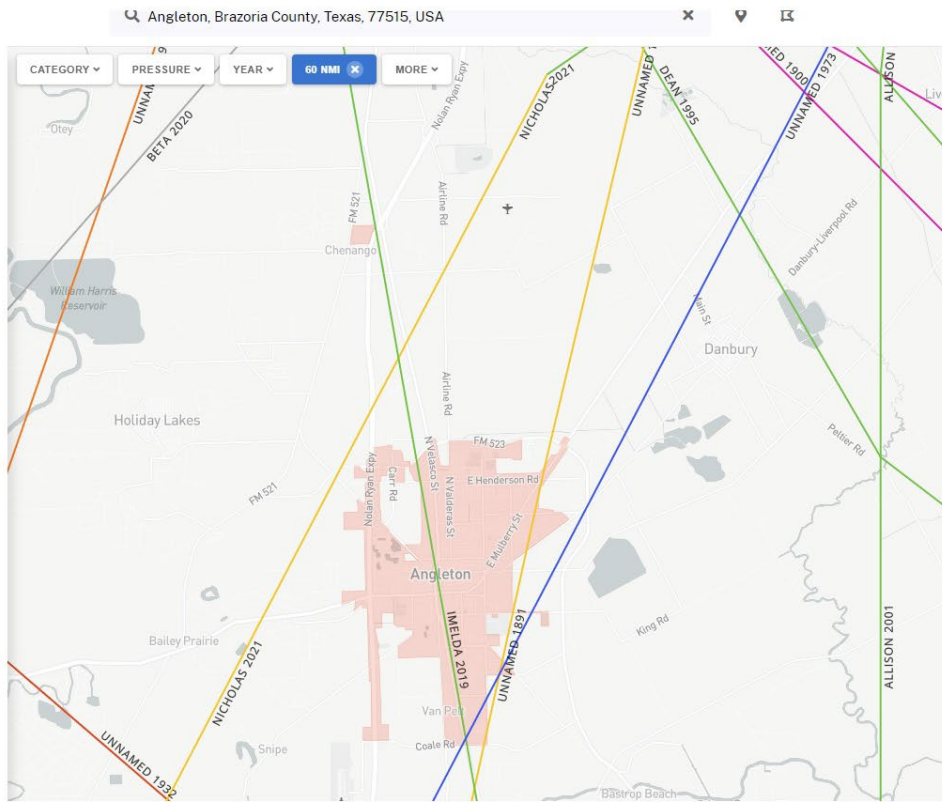 Angleton, Brazoria County, Texas, 77515, USA
CATEGORY
PRESSURE
YEAR
60 NMI
MORE
UNNAMED
BETA 2020
Otey
Nolan Ryan Expy
NICHOLAS 2021
UNNAMED
DEAN 1995
1900
UNNAMED 1973
ALLISON
FM 521
Airline Rd
Chenango
William Harris
Reservoir
Danbury-Liverpool Rd
Main St
Danbury
Airline Rd
Holiday Lakes
FM 523
N Velasco St
Peltier Rd
FM 521
Nolan Ryan Expy
Carr Rd
N Valderas St
E Henderson Rd
E Mulberry St
Angleton
IMELDA 2019
UNNAMED 1891
King Rd
ALLISON 2001
Bailey Prairie
NICHOLAS 2021
Coale Rd
Snipe
UNNAMED 1932
Bastrop Beach